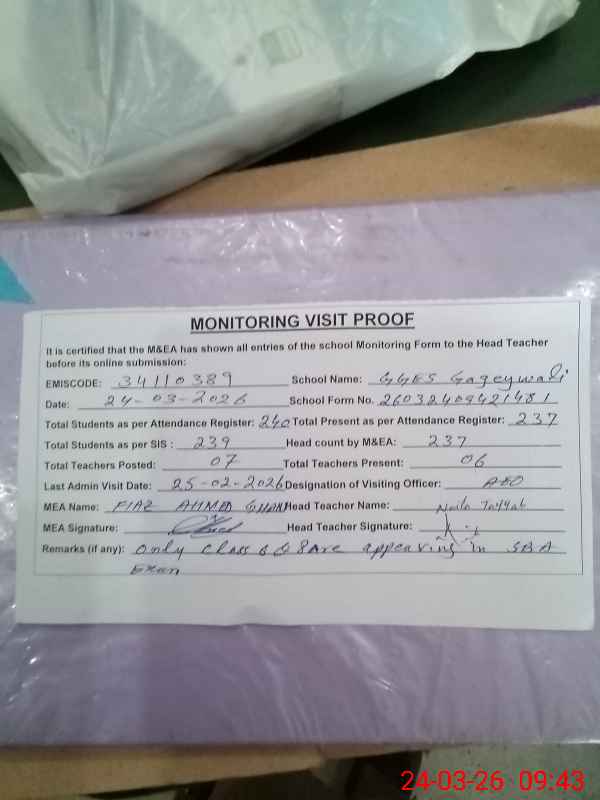 MONITORING VISIT PROOF
It is certified that the M&EA has shown all entries of the school Monitoring Form to the Head Teacher
before its online submission:
EMISCODE: 34110389 School Name: GGES Gageywali
Date: 24-03-2026 School Form No. 26032409421481
Total Students as per Attendance Register: 240 Total Present as per Attendance Register: 237
Total Students as per SIS : 239 Head count by M&EA: 237
Total Teachers Posted: 07 Total Teachers Present: 06
Last Admin Visit Date: 25-02-2026 Designation of Visiting Officer: AEO
MEA Name: FIAZ AHMED Head Teacher Name: Naila Tayyab
MEA Signature: Head Teacher Signature:
Remarks (if any): Only class 6 & 8 are appearing in SBA
Exam
24-03-26 09:43